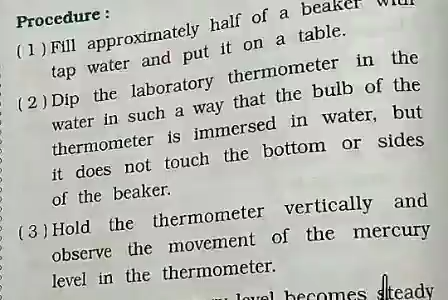 Procedure :
(1) Fill approximately half of a beaker with
tap water and put it on a table.
(2) Dip the laboratory thermometer in the
water in such a way that the bulb of the
thermometer is immersed in water, but
it does not touch the bottom or sides
of the beaker.
(3) Hold the thermometer vertically and
observe the movement of the mercury
level in the thermometer.
level becomes steady